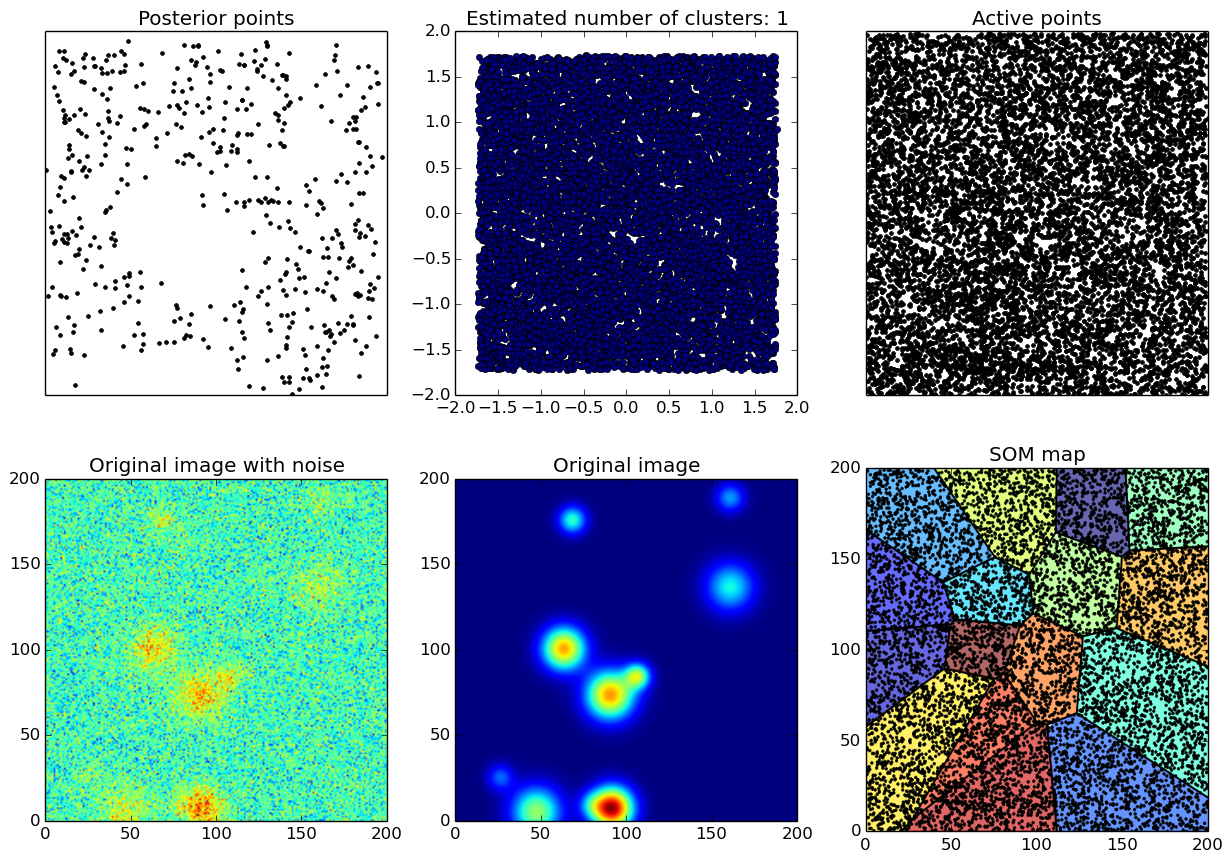 Posterior points
Estimated number of clusters: 1
Active points
2.0
1.5
1.0
0.5
0.0
−0.5
−1.0
−1.5
−2.0
−2.0 −1.5 −1.0 −0.5 0.0 0.5 1.0 1.5 2.0
Original image with noise
200
150
100
50
0
0 50 100 150 200
Original image
200
150
100
50
0
0 50 100 150 200
SOM map
200
150
100
50
0
0 50 100 150 200